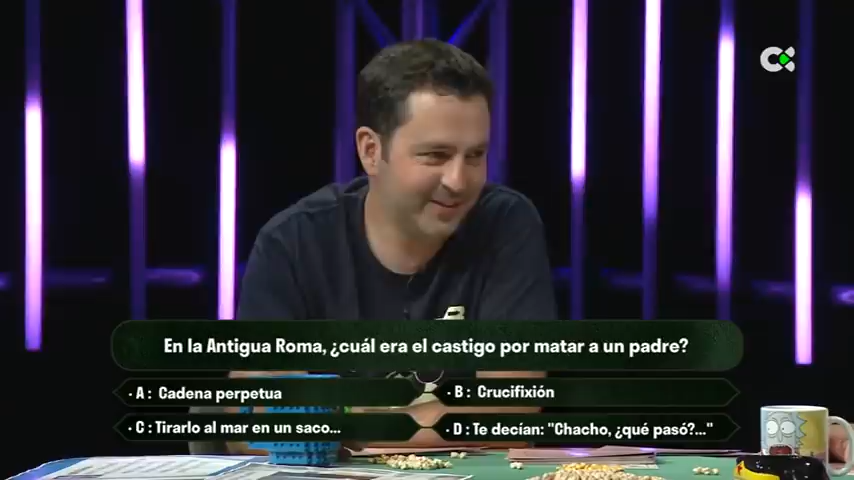 En la Antigua Roma, ¿cuál era el castigo por matar a un padre?
· A : Cadena perpetua
· B : Crucifixión
· C : Tirarlo al mar en un saco...
· D : Te decían: "Chacho, ¿qué pasó?..."